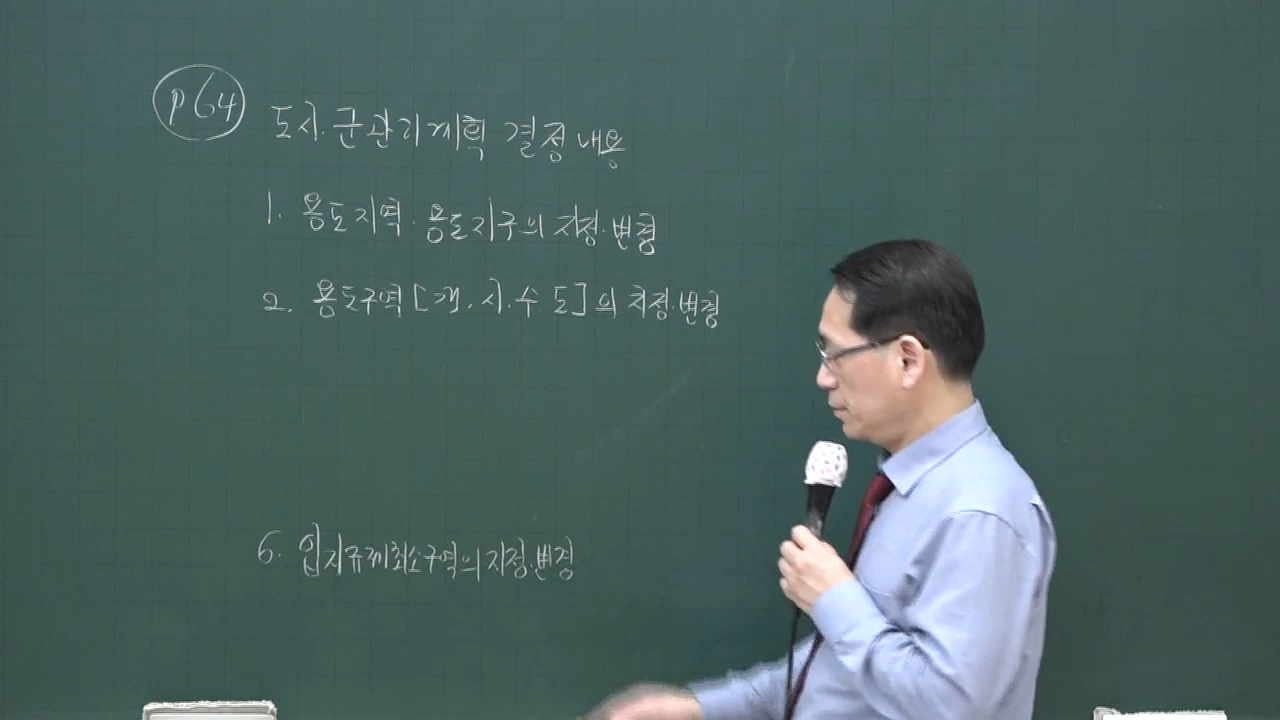 P64
도시·군관리계획 결정내용
1. 용도지역·용도지구의 지정·변경
2. 용도구역[개, 시, 수, 도]의 지정·변경
6. 입지규제최소구역의 지정·변경